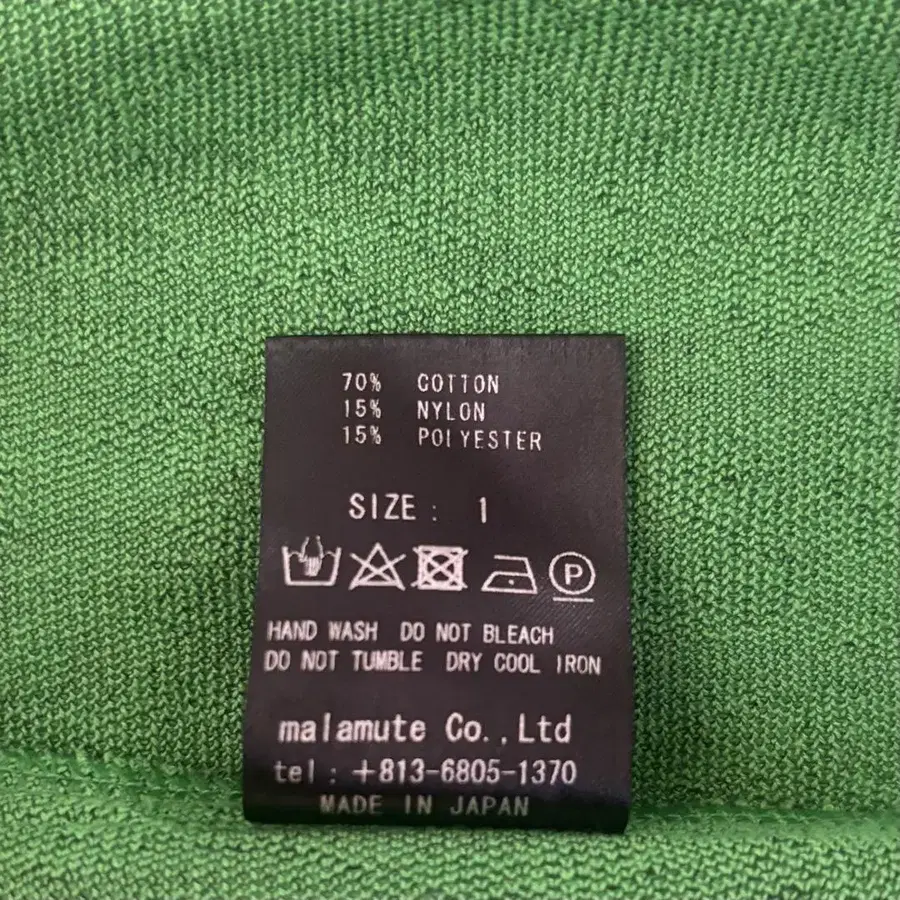 70% COTTON
15% NYLON
15% POLYESTER
SIZE: 1
P
HAND WASH DO NOT BLEACH
DO NOT TUMBLE DRY COOL IRON
malamute Co.,Ltd
tel : +813-6805-1370
MADE IN JAPAN